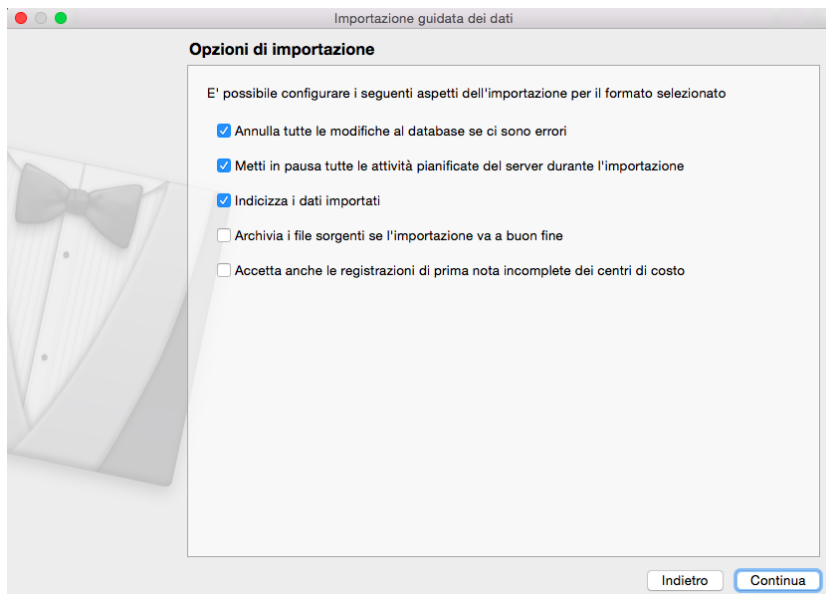 Importazione guidata dei dati
Opzioni di importazione
E' possibile configurare i seguenti aspetti dell'importazione per il formato selezionato
Annulla tutte le modifiche al database se ci sono errori
Metti in pausa tutte le attività pianificate del server durante l'importazione
Indicizza i dati importati
Archivia i file sorgenti se l'importazione va a buon fine
Accetta anche le registrazioni di prima nota incomplete dei centri di costo
Indietro
Continua